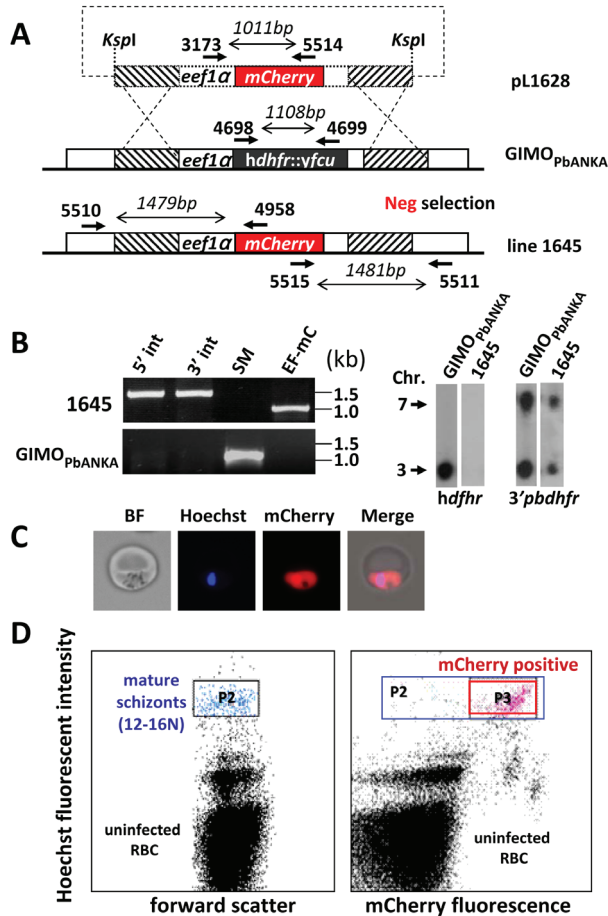 A
1011bp
KspI
3173
5514
KspI
eef1α
mCherry
pL1628
1108bp
4698
4699
eef1α
hdhfr::yfcu
GIMOPbANKA
1479bp
Neg selection
5510
4958
eef1α
mCherry
line 1645
5515
1481bp
5511
B
5' int
3' int
SM
EF-mC
(kb)
1645
1.5
1.0
GIMOPbANKA
1.5
1.0
GIMOPbANKA
1645
GIMOPbANKA
1645
Chr.
7
3
hdfhr
3'pbdhfr
C
BF
Hoechst
mCherry
Merge
D
Hoechst fluorescent intensity
mature
schizonts
(12-16N)
P2
uninfected
RBC
forward scatter
mCherry positive
P2
P3
uninfected
RBC
mCherry fluorescence